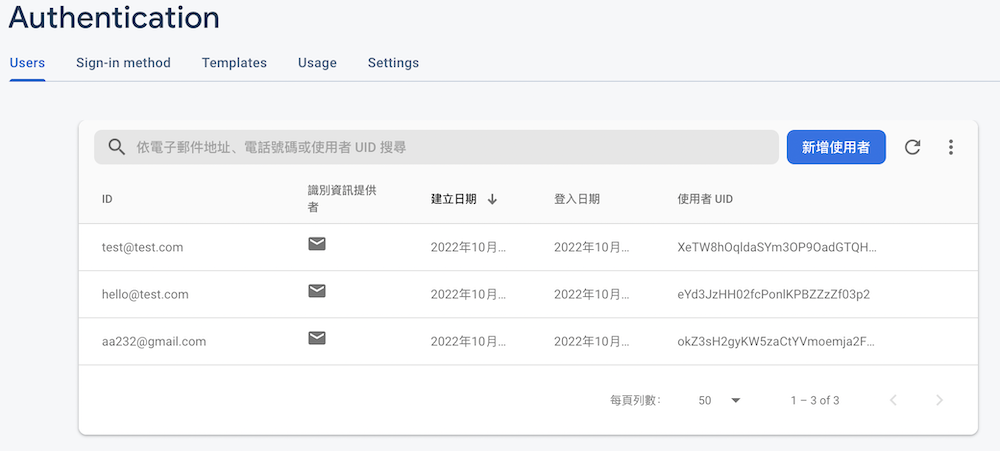 Authentication
Users Sign-in method Templates Usage Settings
依電子郵件地址、電話號碼或使用者 UID 搜尋 新增使用者
ID 識別資訊提供者 建立日期 登入日期 使用者 UID
test@test.com 2022年10月... 2022年10月... XeTW8hOqldaSYm3OP9OadGTQH...
hello@test.com 2022年10月... 2022年10月... eYd3JzHH02fcPonlKPBZZzZf03p2
aa232@gmail.com 2022年10月... 2022年10月... okZ3sH2gyKW5zaCtYVmoemja2F...
每頁列數： 50 1 – 3 of 3